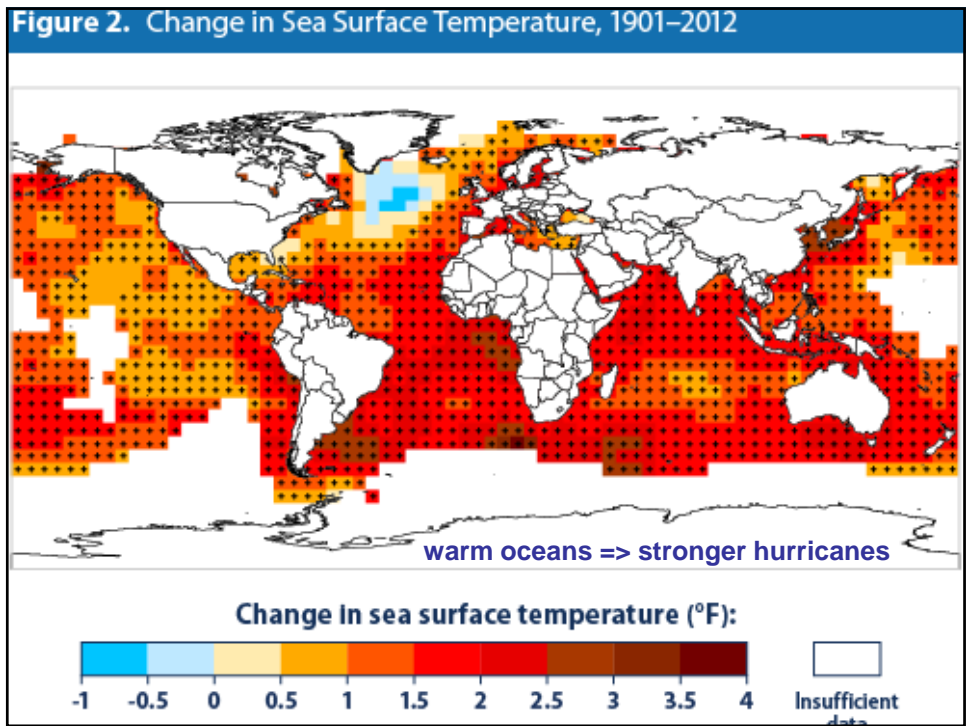 Figure 2. Change in Sea Surface Temperature, 1901–2012
warm oceans => stronger hurricanes
Change in sea surface temperature (°F):
-1 -0.5 0 0.5 1 1.5 2 2.5 3 3.5 4
Insufficient
data